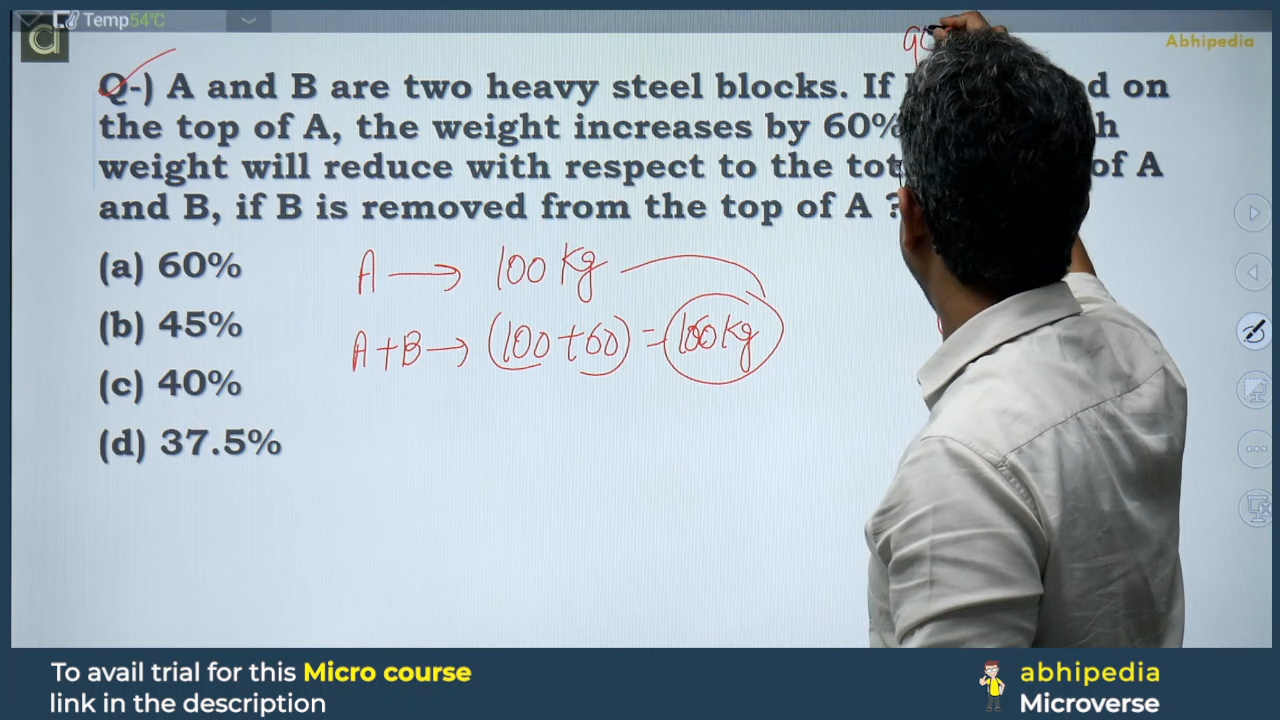 Temp54°C
Abhipedia
Q-) A and B are two heavy steel blocks. If on
the top of A, the weight increases by 60%
weight will reduce with respect to the of A
and B, if B is removed from the top of A ?
(a) 60%
(b) 45%
(c) 40%
(d) 37.5%
A → 100 Kg
A+B → (100+60) = 160 Kg
To avail trial for this Micro course
link in the description
abhipedia
Microverse